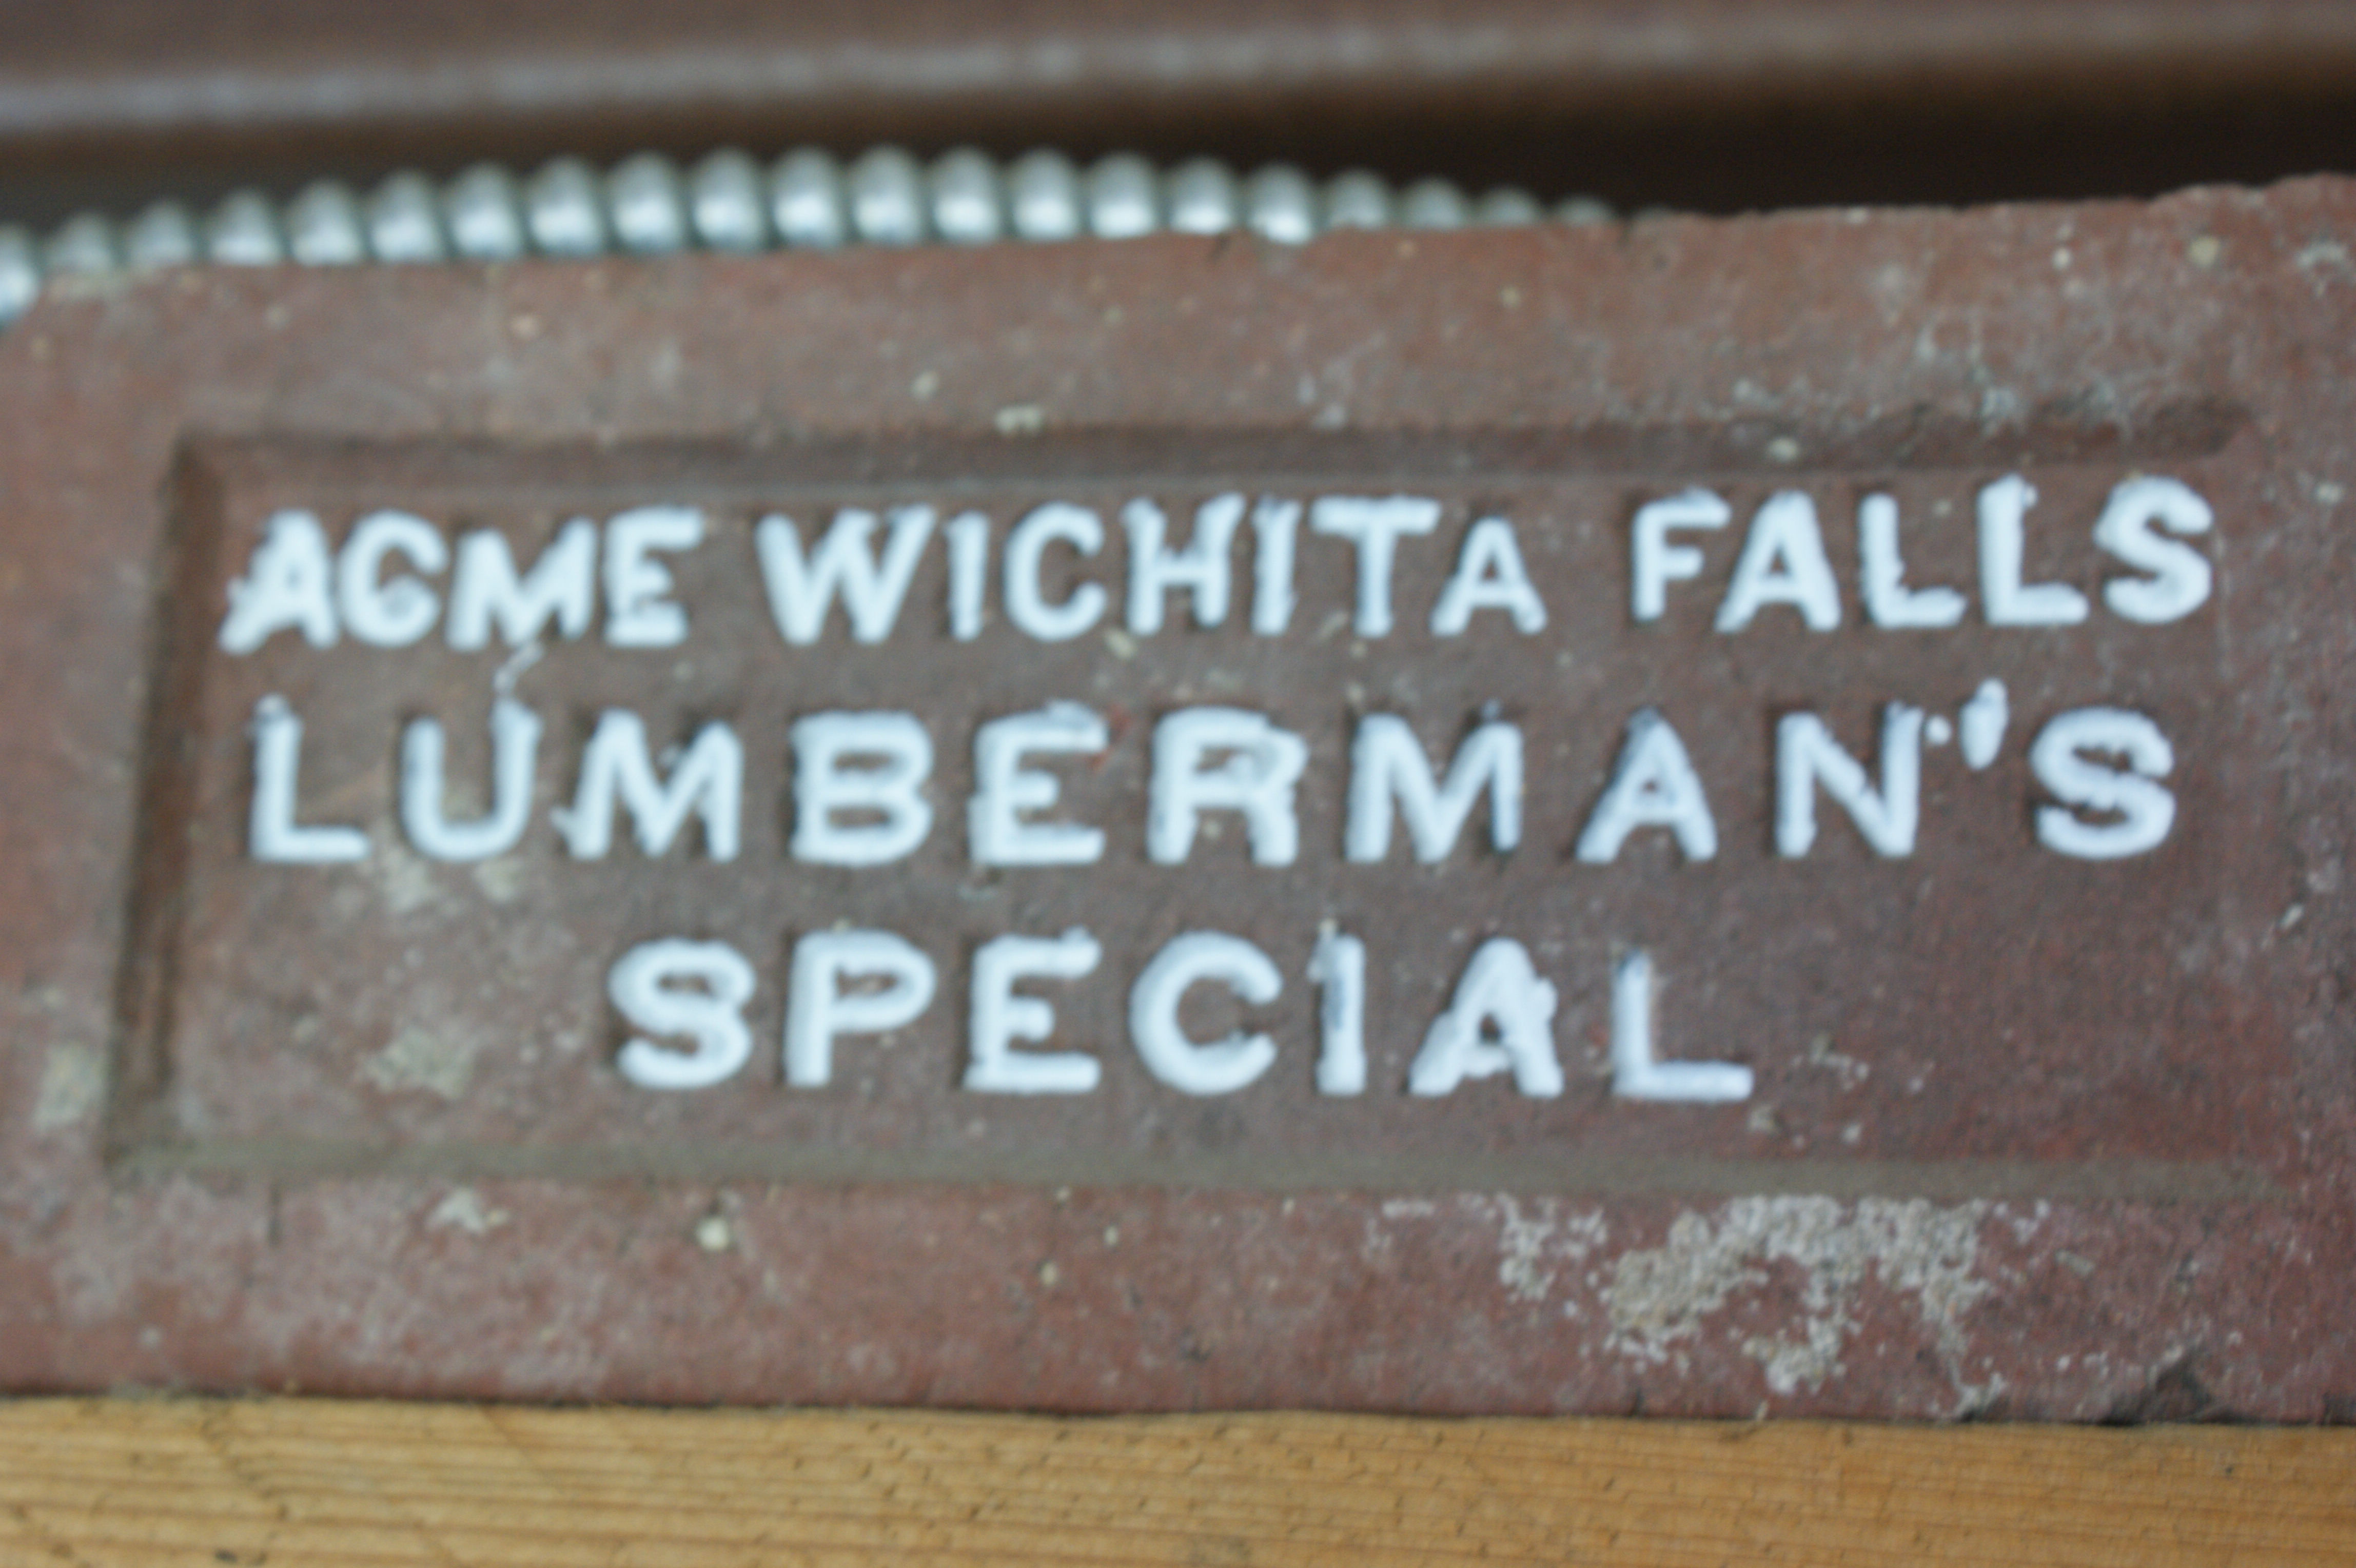 ACME WICHITA FALLS
LUMBERMAN'S
SPECIAL